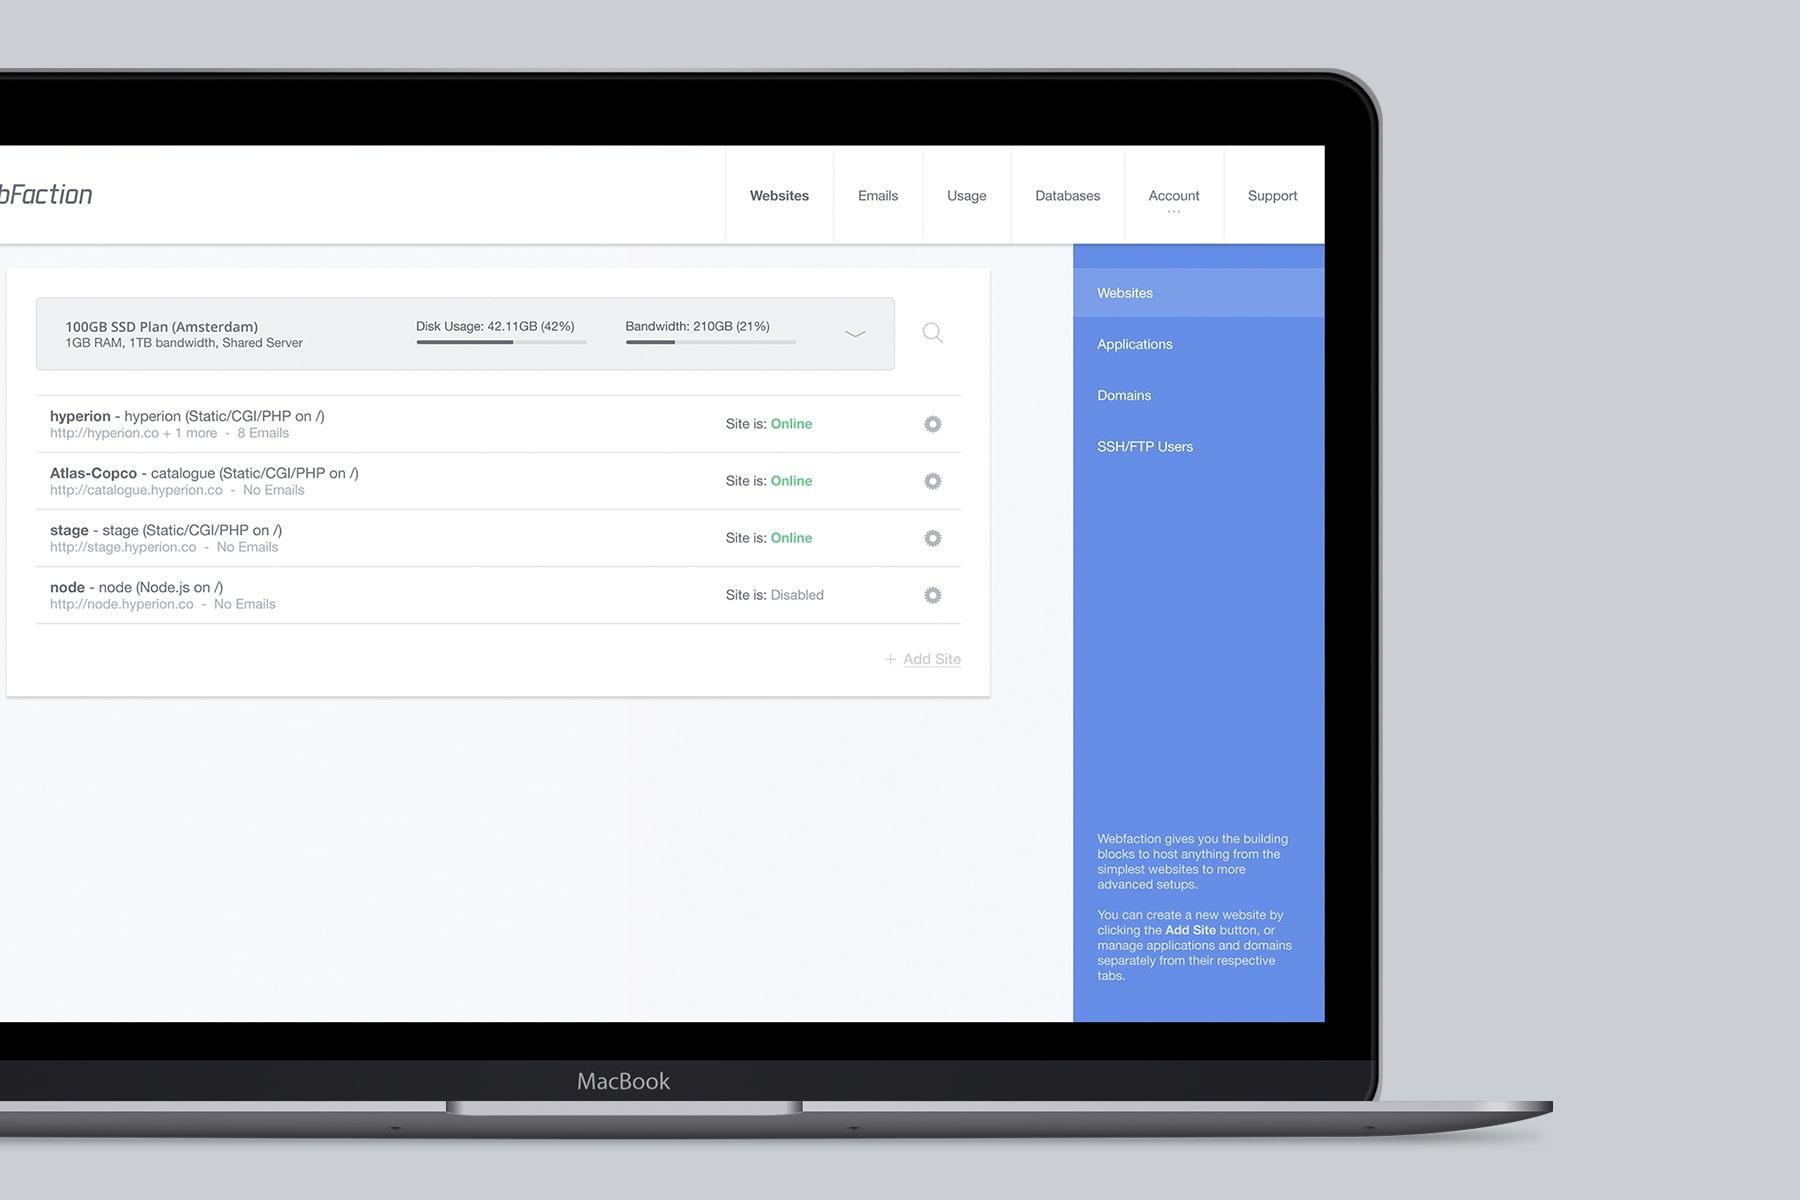 bFaction
Websites
Emails
Usage
Databases
Account
...
Support
100GB SSD Plan (Amsterdam)
1GB RAM, 1TB bandwidth, Shared Server
Disk Usage: 42.11GB (42%)
Bandwidth: 210GB (21%)
hyperion - hyperion (Static/CGI/PHP on /)
http://hyperion.co + 1 more - 8 Emails
Site is: Online
Atlas-Copco - catalogue (Static/CGI/PHP on /)
http://catalogue.hyperion.co - No Emails
Site is: Online
stage - stage (Static/CGI/PHP on /)
http://stage.hyperion.co - No Emails
Site is: Online
node - node (Node.js on /)
http://node.hyperion.co - No Emails
Site is: Disabled
+ Add Site
Websites
Applications
Domains
SSH/FTP Users
Webfaction gives you the building
blocks to host anything from the
simplest websites to more
advanced setups.
You can create a new website by
clicking the Add Site button, or
manage applications and domains
separately from their respective
tabs.
MacBook